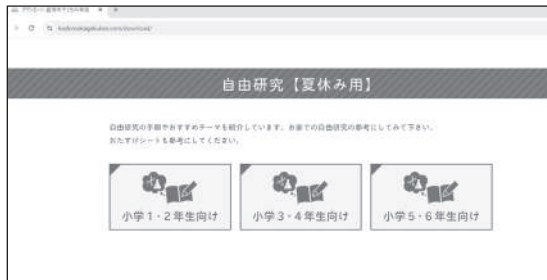 自由研究【夏休み用】
自由研究の手順やおすすめテーマを紹介しています。お家での自由研究の参考にしてみて下さい。
おたすけシートも参考にしてください。
小学1・2年生向け
小学3・4年生向け
小学5・6年生向け